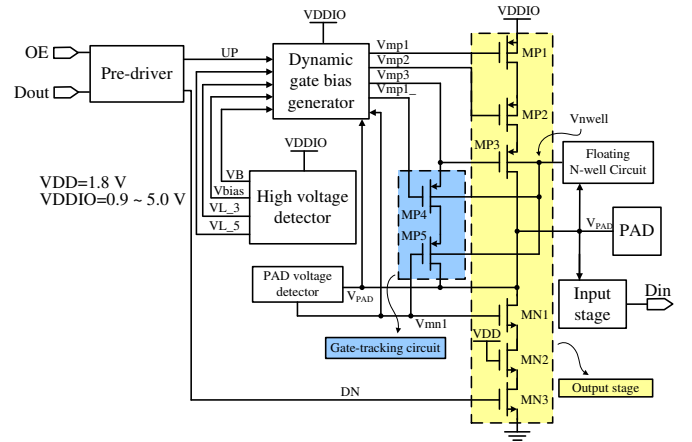 VDDIO
VDDIO
OE
Dout
Pre-driver
UP
Dynamic
gate bias
generator
Vmp1
Vmp2
Vmp3
Vmp1_
MP1
MP2
MP3
Vnwell
Floating
N-well Circuit
VDD=1.8 V
VDDIO=0.9 ~ 5.0 V
VB
Vbias
VL_3
VL_5
VDDIO
High voltage
detector
MP4
MP5
VPAD
PAD
PAD voltage
detector
VPAD
Vmn1
Input
stage
Din
MN1
VDD
MN2
MN3
Gate-tracking circuit
Output stage
DN